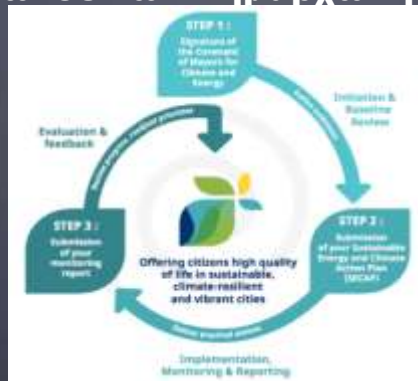 STEP 1 :
Signature of
the Covenant
of Mayors for
Climate and
Energy
Initiation &
Baseline
Review
Evaluation &
feedback
STEP 3 :
Submission
of your
monitoring
report
STEP 2 :
Submission
of your Sustainable
Energy and Climate
Action Plan
(SECAP)
Offering citizens high quality
of life in sustainable,
climate-resilient
and vibrant cities
Implementation,
Monitoring & Reporting